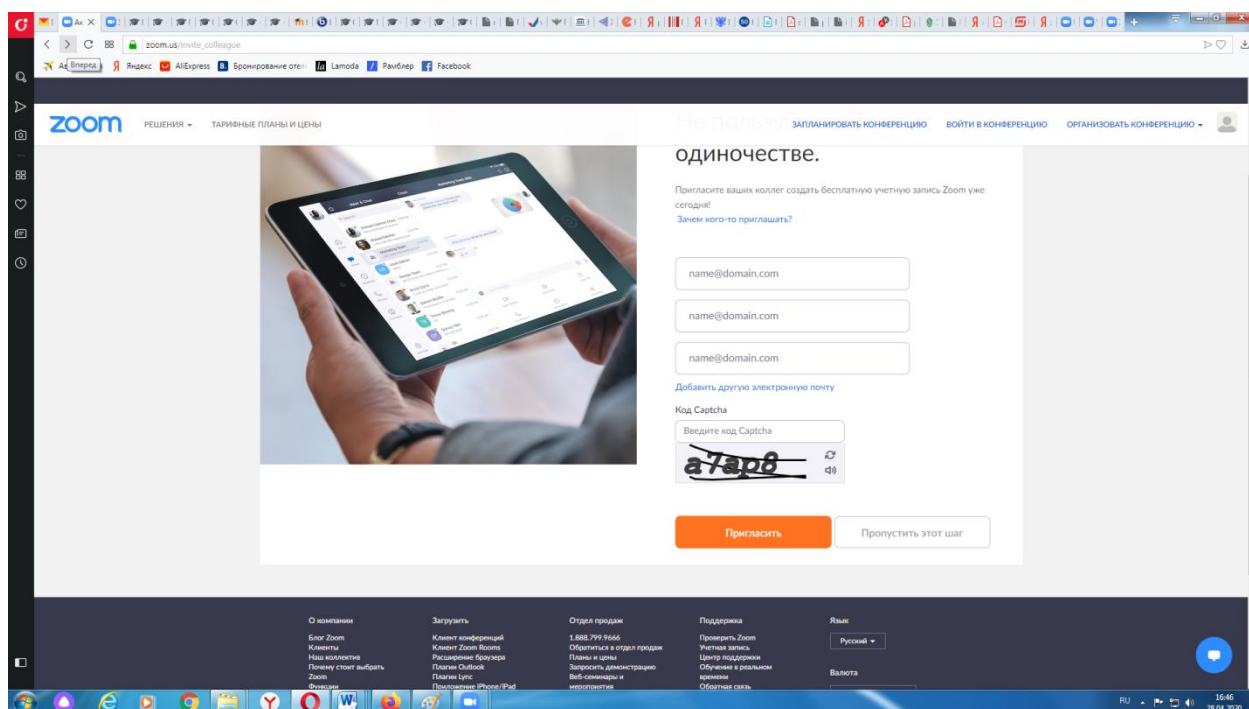 Ав
zoom.us/invite_colleague
Вперед
Яндекс
AliExpress
Бронирование отел
Lamoda
Рамблер
Facebook
zoom
РЕШЕНИЯ
ТАРИФНЫЕ ПЛАНЫ И ЦЕНЫ
ЗАПЛАНИРОВАТЬ КОНФЕРЕНЦИЮ
ВОЙТИ В КОНФЕРЕНЦИЮ
ОРГАНИЗОВАТЬ КОНФЕРЕНЦИЮ
одиночестве.
Пригласите ваших коллег создать бесплатную учетную запись Zoom уже
сегодня!
Зачем кого-то приглашать?
name@domain.com
name@domain.com
name@domain.com
Добавить другую электронную почту
Код Captcha
Введите код Captcha
a7ap8
Пригласить
Пропустить этот шаг
О компании
Блог Zoom
Клиенты
Наш коллектив
Почему стоит выбрать
Zoom
Функции
Загрузить
Клиент конференций
Клиент Zoom Rooms
Расширение браузера
Плагин Outlook
Плагин Lync
Приложение iPhone/iPad
Отдел продаж
1.888.799.9666
Обратиться в отдел продаж
Планы и цены
Запросить демонстрацию
Веб-семинары и
мероприятия
Поддержка
Проверить Zoom
Учетная запись
Центр поддержки
Обучение в реальном
времени
Обратная связь
Язык
Русский
Валюта
RU
16:46
28.04.2020